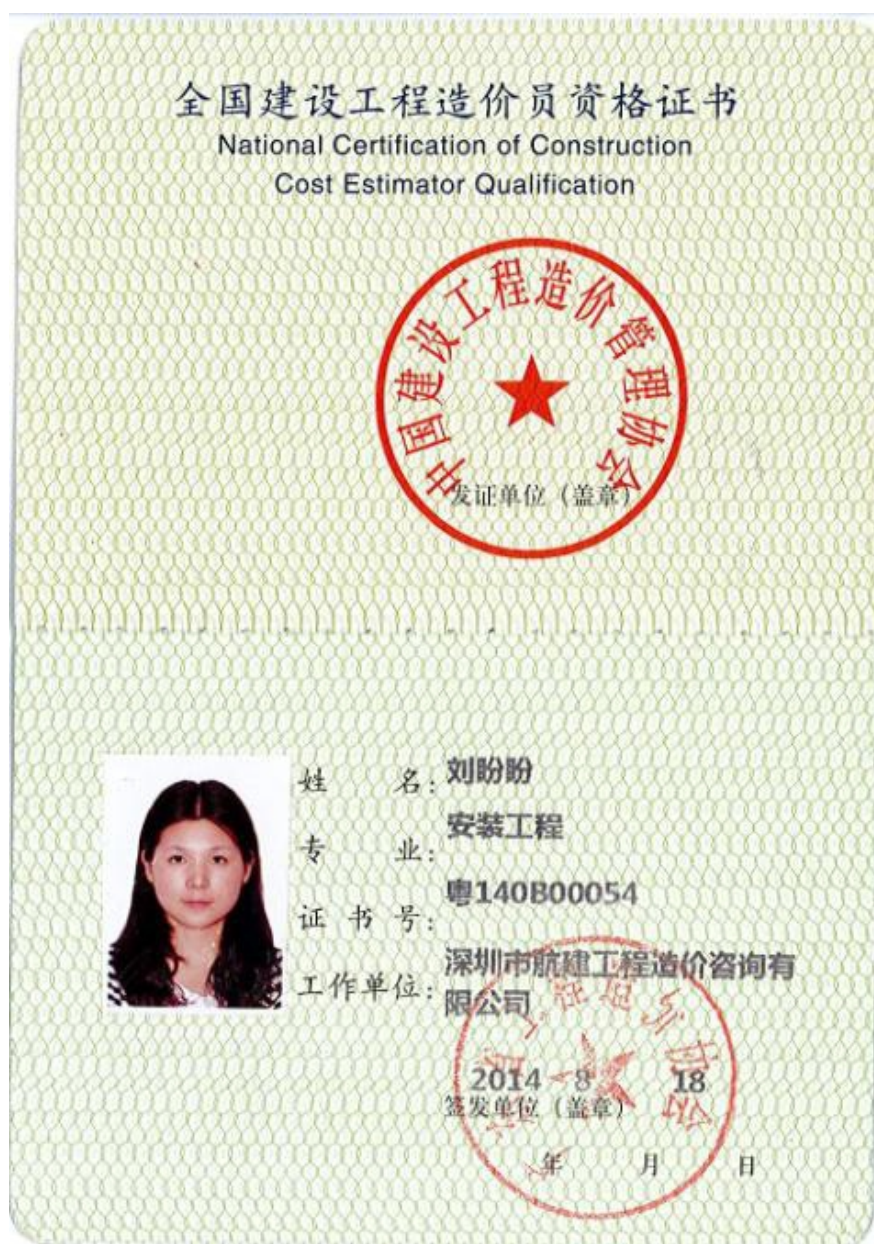 全国建设工程造价员资格证书
National Certification of Construction
Cost Estimator Qualification
中国建设工程造价管理协会
发证单位（盖章）
姓 名：刘盼盼
专 业：安装工程
证 书 号：粤140B00054
工作单位：深圳市航建工程造价咨询有
限公司
2014 8 18
签发单位（盖章）
年 月 日